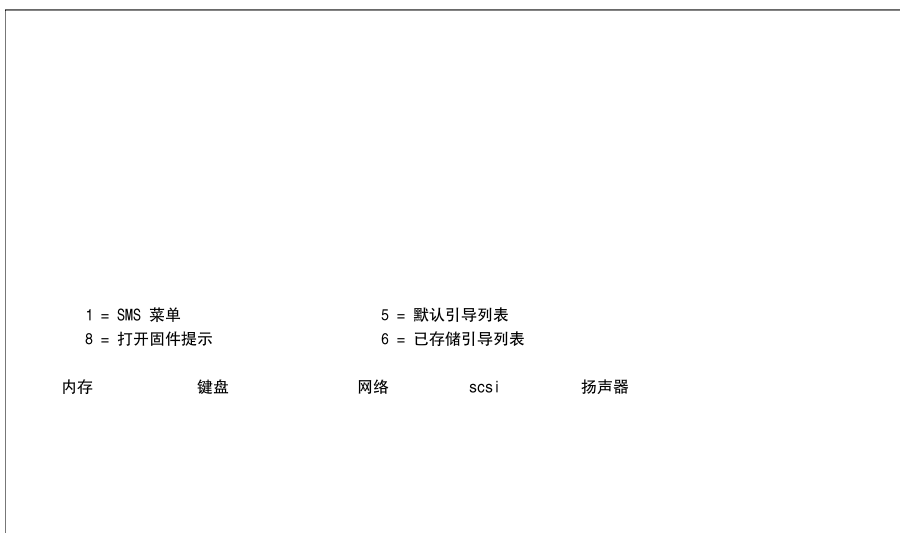 1 = SMS 菜单 5 = 默认引导列表
8 = 打开固件提示 6 = 已存储引导列表
内存 键盘 网络 scsi 扬声器